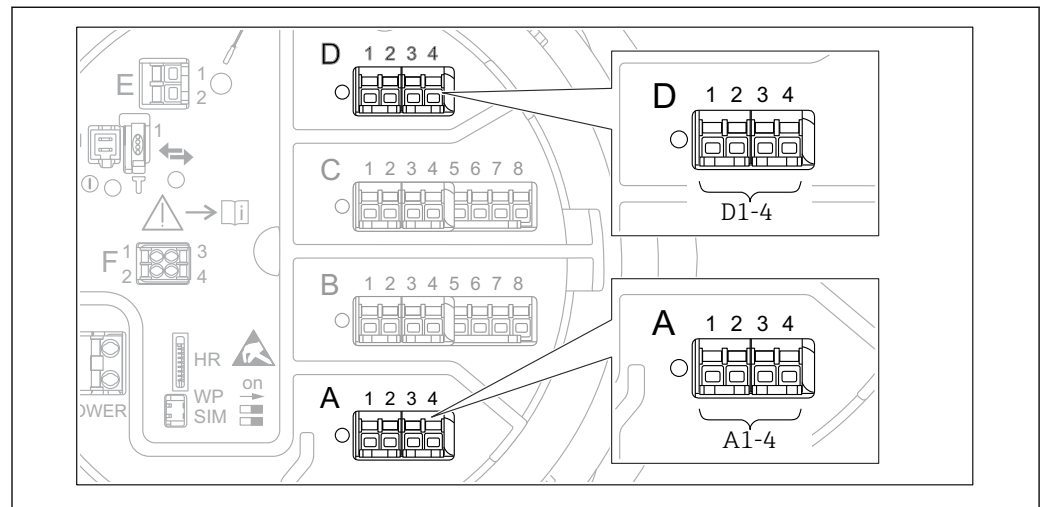 D 1 2 3 4
E 1
2
1
C 1 2 3 4 5 6 7 8
i
F 1 3
2 4
B 1 2 3 4 5 6 7 8
HR
WP on
SIM
A 1 2 3 4
D 1 2 3 4
D1-4
A 1 2 3 4
A1-4